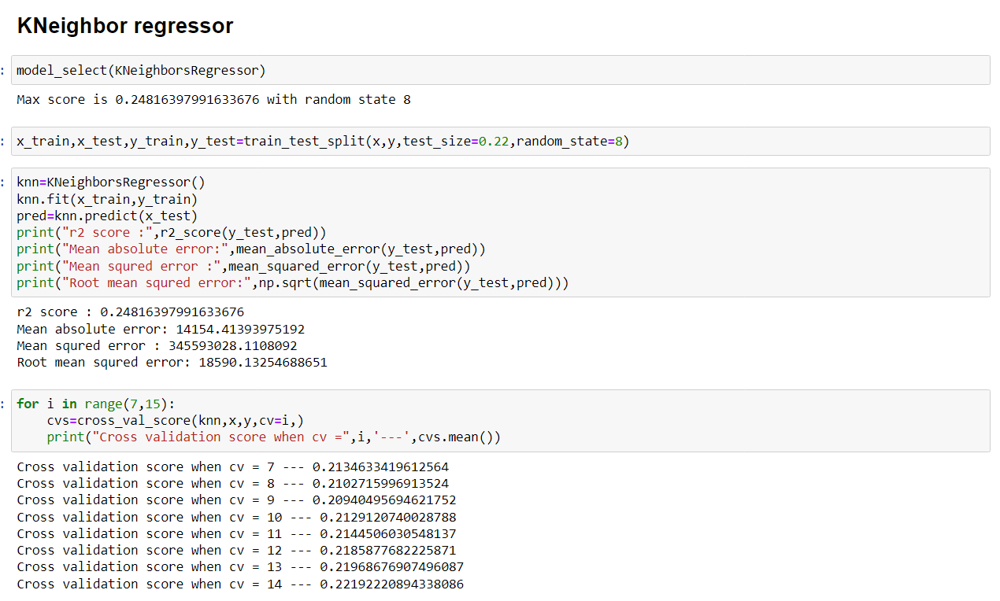 KNeighbor regressor
: model_select(KNeighborsRegressor)
Max score is 0.24816397991633676 with random state 8
: x_train,x_test,y_train,y_test=train_test_split(x,y,test_size=0.22,random_state=8)
: knn=KNeighborsRegressor()
knn.fit(x_train,y_train)
pred=knn.predict(x_test)
print("r2 score :",r2_score(y_test,pred))
print("Mean absolute error:",mean_absolute_error(y_test,pred))
print("Mean squred error :",mean_squared_error(y_test,pred))
print("Root mean squred error:",np.sqrt(mean_squared_error(y_test,pred)))
r2 score : 0.24816397991633676
Mean absolute error: 14154.41393975192
Mean squred error : 345593028.1108092
Root mean squred error: 18590.13254688651
: for i in range(7,15):
    cvs=cross_val_score(knn,x,y,cv=i,)
    print("Cross validation score when cv =",i,'---',cvs.mean())
Cross validation score when cv = 7 --- 0.2134633419612564
Cross validation score when cv = 8 --- 0.2102715996913524
Cross validation score when cv = 9 --- 0.20940495694621752
Cross validation score when cv = 10 --- 0.2129120740028788
Cross validation score when cv = 11 --- 0.2144506030548137
Cross validation score when cv = 12 --- 0.2185877682225871
Cross validation score when cv = 13 --- 0.21968676907496087
Cross validation score when cv = 14 --- 0.22192220894338086